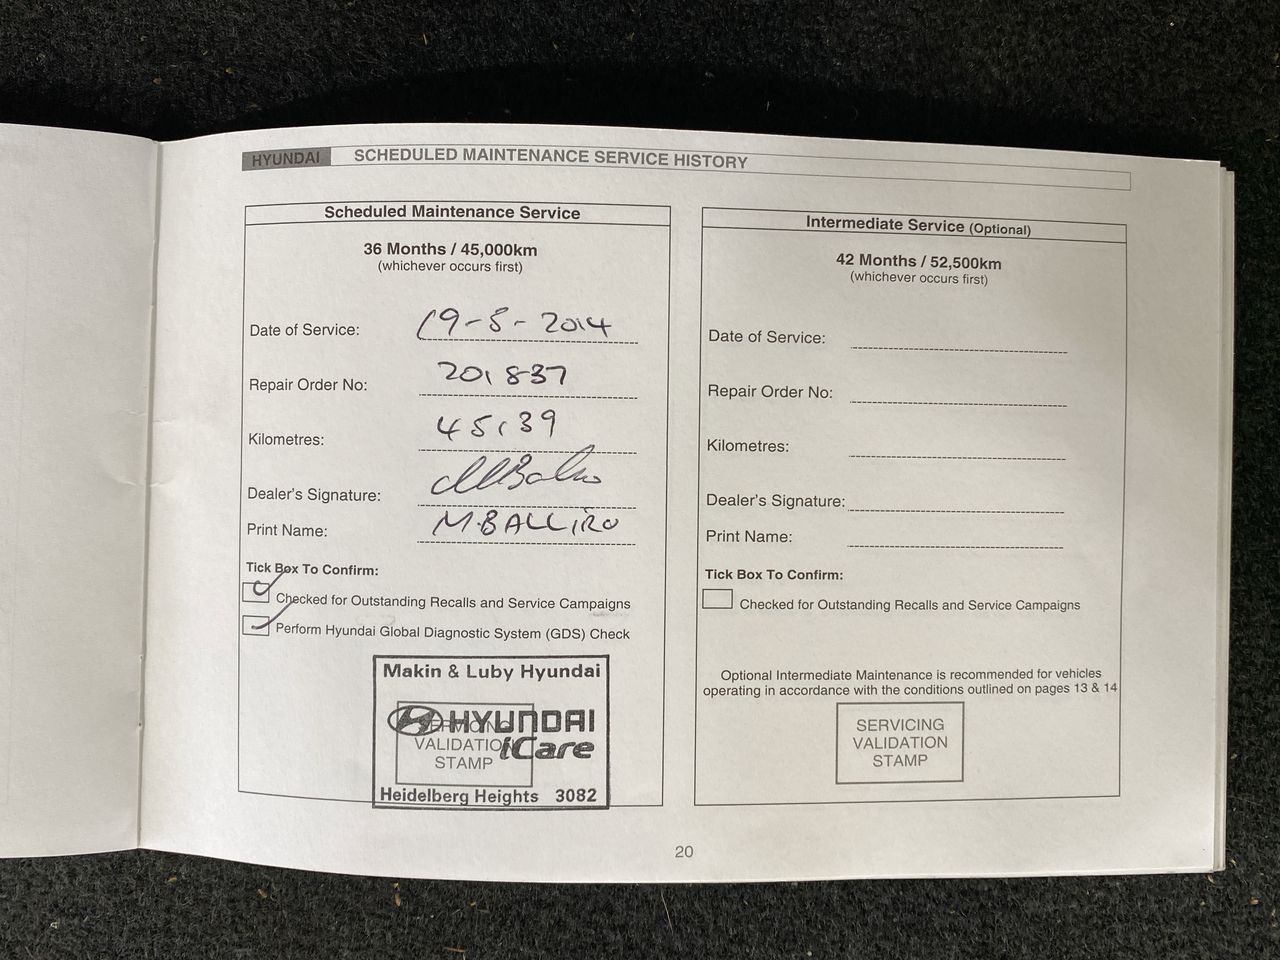 HYUNDAI SCHEDULED MAINTENANCE SERVICE HISTORY
Scheduled Maintenance Service
36 Months / 45,000km
(whichever occurs first)
Date of Service: 19-5-2014
Repair Order No: 201837
Kilometres: 45139
Dealer's Signature:
Print Name: M.BALLIRO
Tick Box To Confirm:
Checked for Outstanding Recalls and Service Campaigns
Perform Hyundai Global Diagnostic System (GDS) Check
Makin & Luby Hyundai
HYUNDAI
iCare
SERVICING
VALIDATION
STAMP
Heidelberg Heights 3082
Intermediate Service (Optional)
42 Months / 52,500km
(whichever occurs first)
Date of Service:
Repair Order No:
Kilometres:
Dealer's Signature:
Print Name:
Tick Box To Confirm:
Checked for Outstanding Recalls and Service Campaigns
Optional Intermediate Maintenance is recommended for vehicles
operating in accordance with the conditions outlined on pages 13 & 14
SERVICING
VALIDATION
STAMP
20